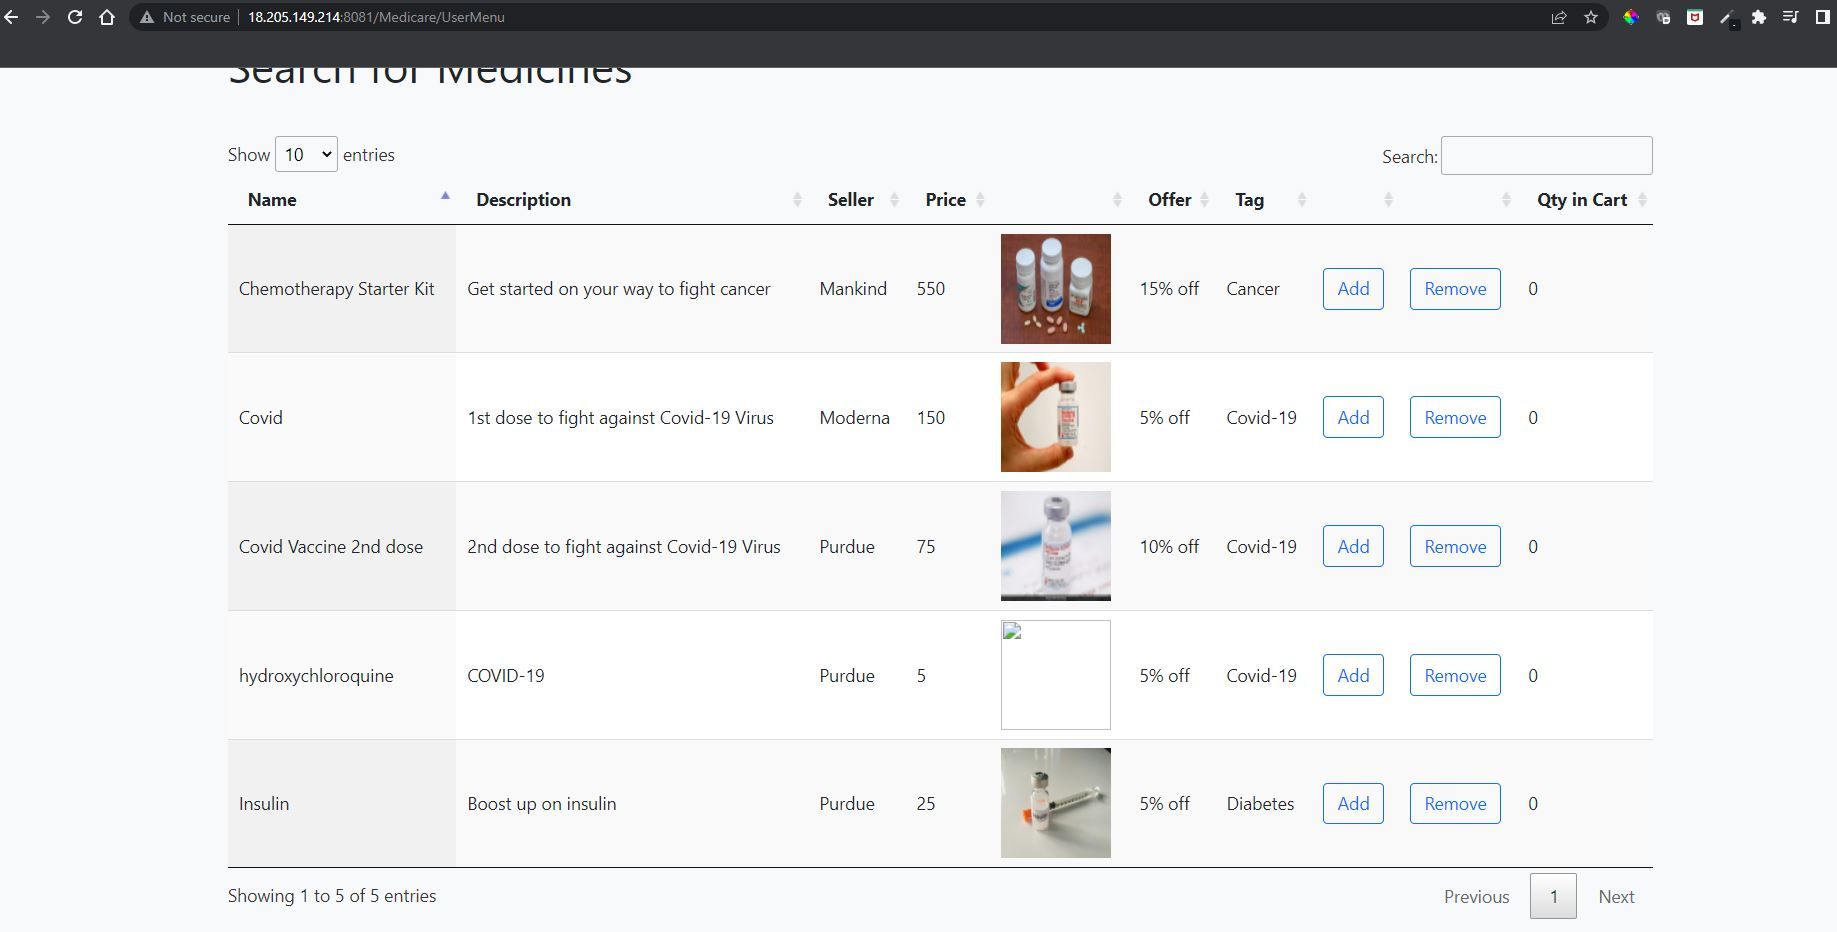 Not secure | 18.205.149.214:8081/Medicare/UserMenu
Search for Medicines
Show 10 entries
Search:
Name Description Seller Price Offer Tag Qty in Cart
Chemotherapy Starter Kit Get started on your way to fight cancer Mankind 550 15% off Cancer Add Remove 0
Covid 1st dose to fight against Covid-19 Virus Moderna 150 5% off Covid-19 Add Remove 0
Covid Vaccine 2nd dose 2nd dose to fight against Covid-19 Virus Purdue 75 10% off Covid-19 Add Remove 0
hydroxychloroquine COVID-19 Purdue 5 5% off Covid-19 Add Remove 0
Insulin Boost up on insulin Purdue 25 5% off Diabetes Add Remove 0
Showing 1 to 5 of 5 entries
Previous 1 Next